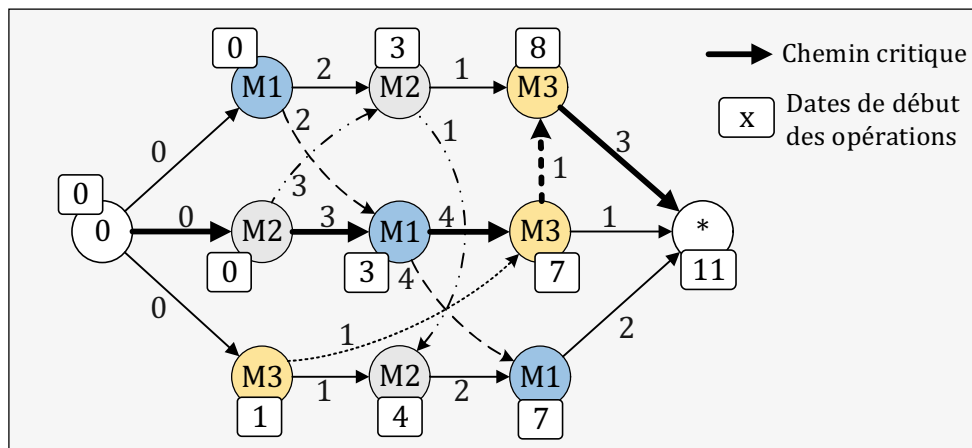 0 3 8
M1 2 M2 1 M3
Chemin critique
x Dates de début
des opérations
0 2 1 3
0 3 1
0 0 M2 3 M1 4 M3 1 *
0 3 4 7 11
0 1 2
M3 1 M2 2 M1
1 4 7